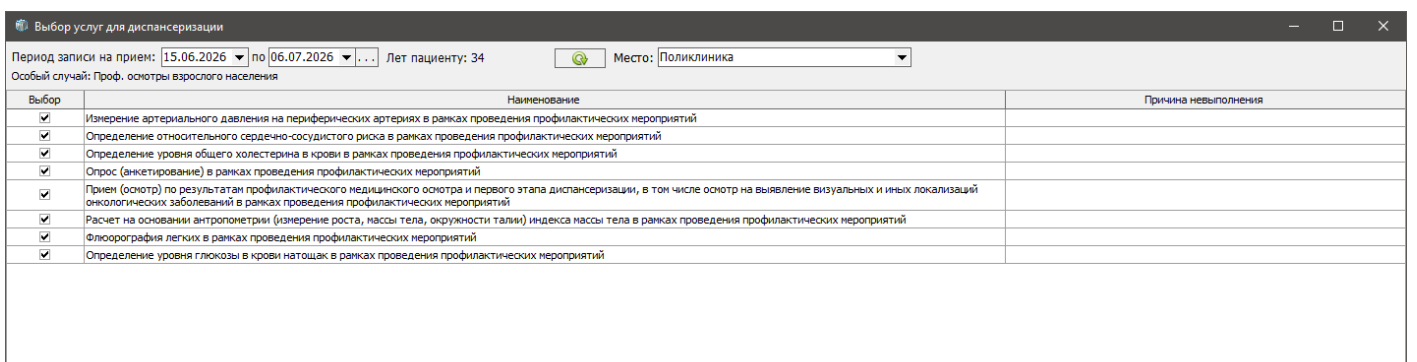 Выбор услуг для диспансеризации
Период записи на прием: 15.06.2026 по 06.07.2026 ... Лет пациенту: 34 Место: Поликлиника
Особый случай: Проф. осмотры взрослого населения
Выбор Наименование Причина невыполнения
Измерение артериального давления на периферических артериях в рамках проведения профилактических мероприятий
Определение относительного сердечно-сосудистого риска в рамках проведения профилактических мероприятий
Определение уровня общего холестерина в крови в рамках проведения профилактических мероприятий
Опрос (анкетирование) в рамках проведения профилактических мероприятий
Прием (осмотр) по результатам профилактического медицинского осмотра и первого этапа диспансеризации, в том числе осмотр на выявление визуальных и иных локализаций
онкологических заболеваний в рамках проведения профилактических мероприятий
Расчет на основании антропометрии (измерение роста, массы тела, окружности талии) индекса массы тела в рамках проведения профилактических мероприятий
Флюорография легких в рамках проведения профилактических мероприятий
Определение уровня глюкозы в крови натощак в рамках проведения профилактических мероприятий